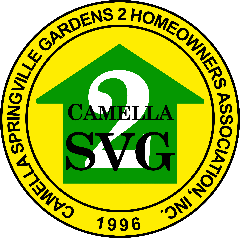 CAMELLA SPRINGVILLE GARDENS 2 HOMEOWNERS ASSOCIATION, INC.
2
CAMELLA
SVG
1996